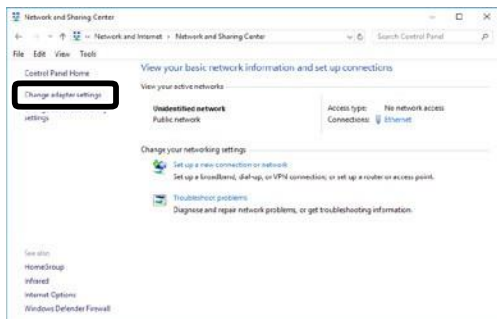 Network and Sharing Center
Network and Internet › Network and Sharing Center
Search Control Panel
File Edit View Tools
Control Panel Home
Change adapter settings
settings
View your basic network information and set up connections
View your active networks
Unidentified network
Public network
Access type: No network access
Connections: Ethernet
Change your networking settings
Set up a new connection or network
Set up a broadband, dial-up, or VPN connection; or set up a router or access point.
Troubleshoot problems
Diagnose and repair network problems, or get troubleshooting information.
See also
HomeGroup
Infrared
Internet Options
Windows Defender Firewall